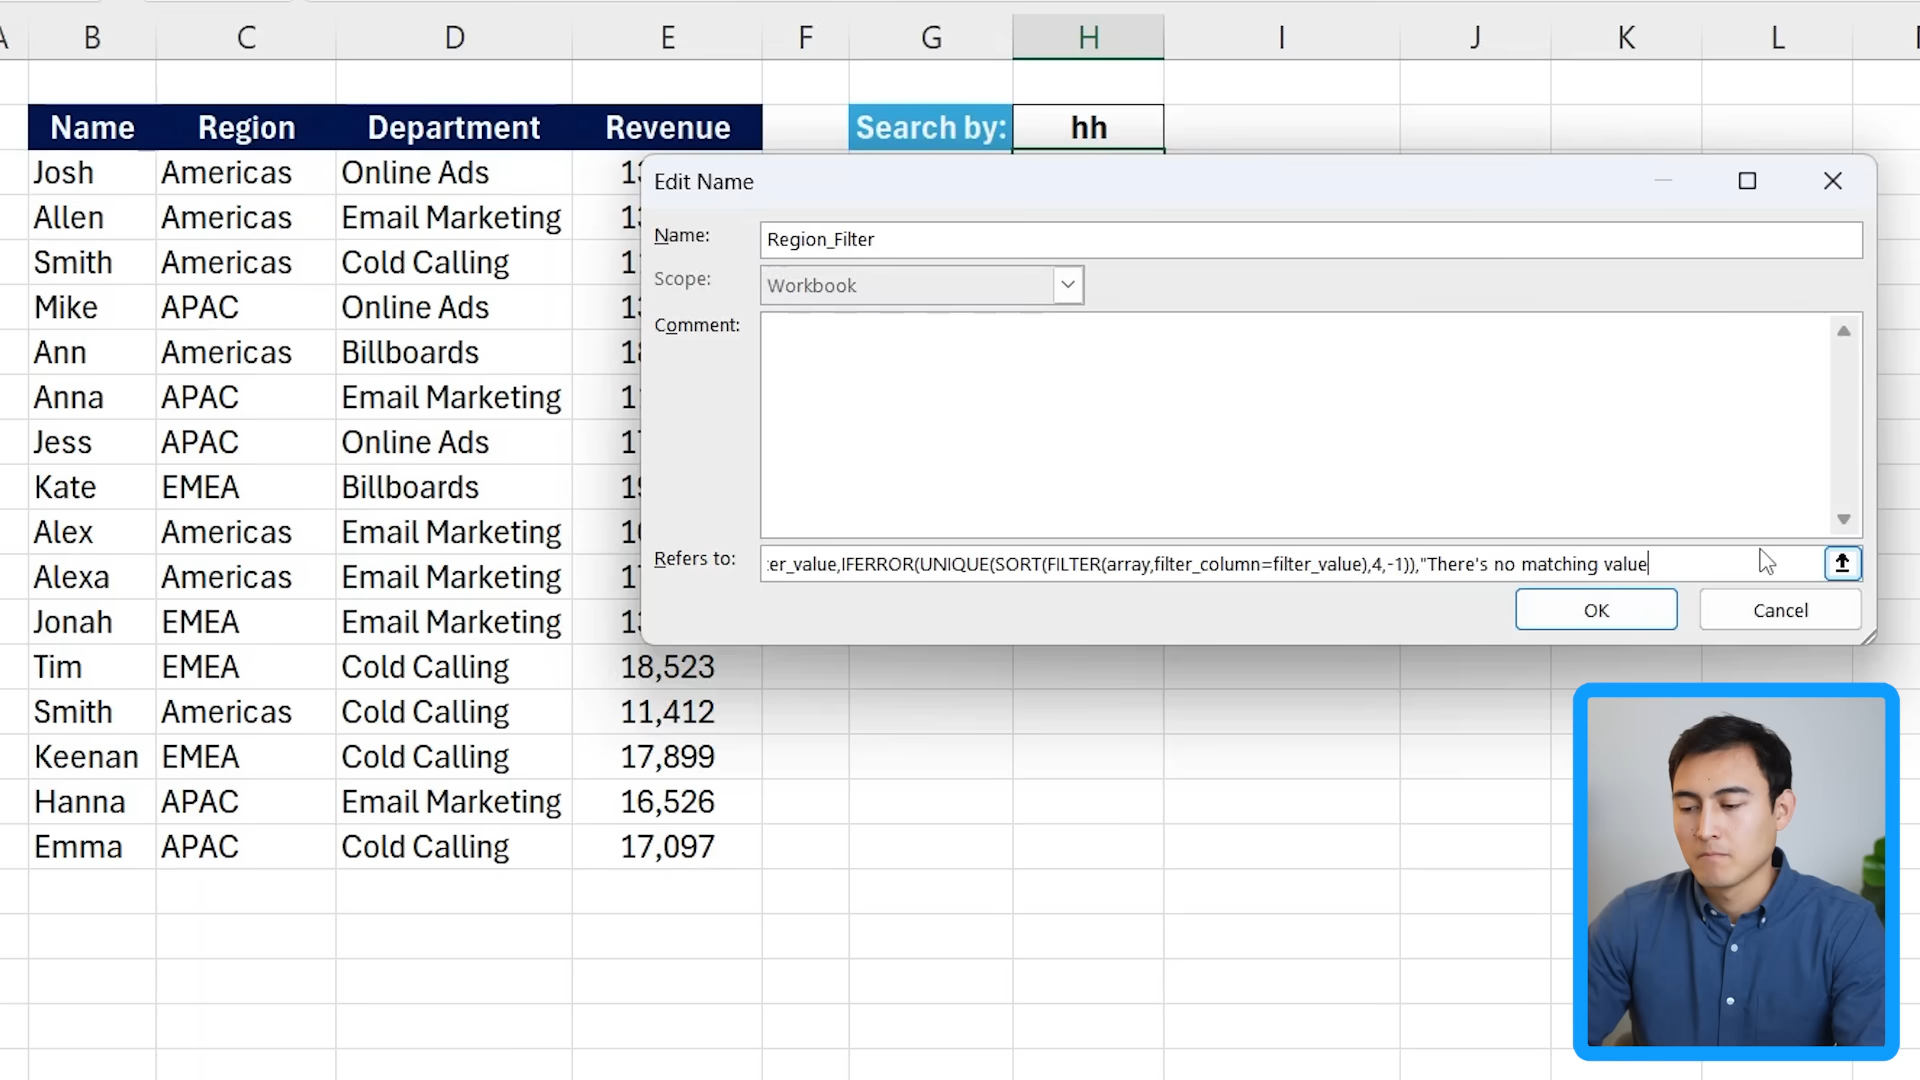 B C D E F G H I J K L
Name Region Department Revenue Search by: hh
Josh Americas Online Ads
Allen Americas Email Marketing
Smith Americas Cold Calling
Mike APAC Online Ads
Ann Americas Billboards
Anna APAC Email Marketing
Jess APAC Online Ads
Kate EMEA Billboards
Alex Americas Email Marketing
Alexa Americas Email Marketing
Jonah EMEA Email Marketing
Tim EMEA Cold Calling 18,523
Smith Americas Cold Calling 11,412
Keenan EMEA Cold Calling 17,899
Hanna APAC Email Marketing 16,526
Emma APAC Cold Calling 17,097
Edit Name
Name: Region_Filter
Scope: Workbook
Comment:
Refers to: er_value,IFERROR(UNIQUE(SORT(FILTER(array,filter_column=filter_value),4,-1)),"There's no matching value
OK Cancel